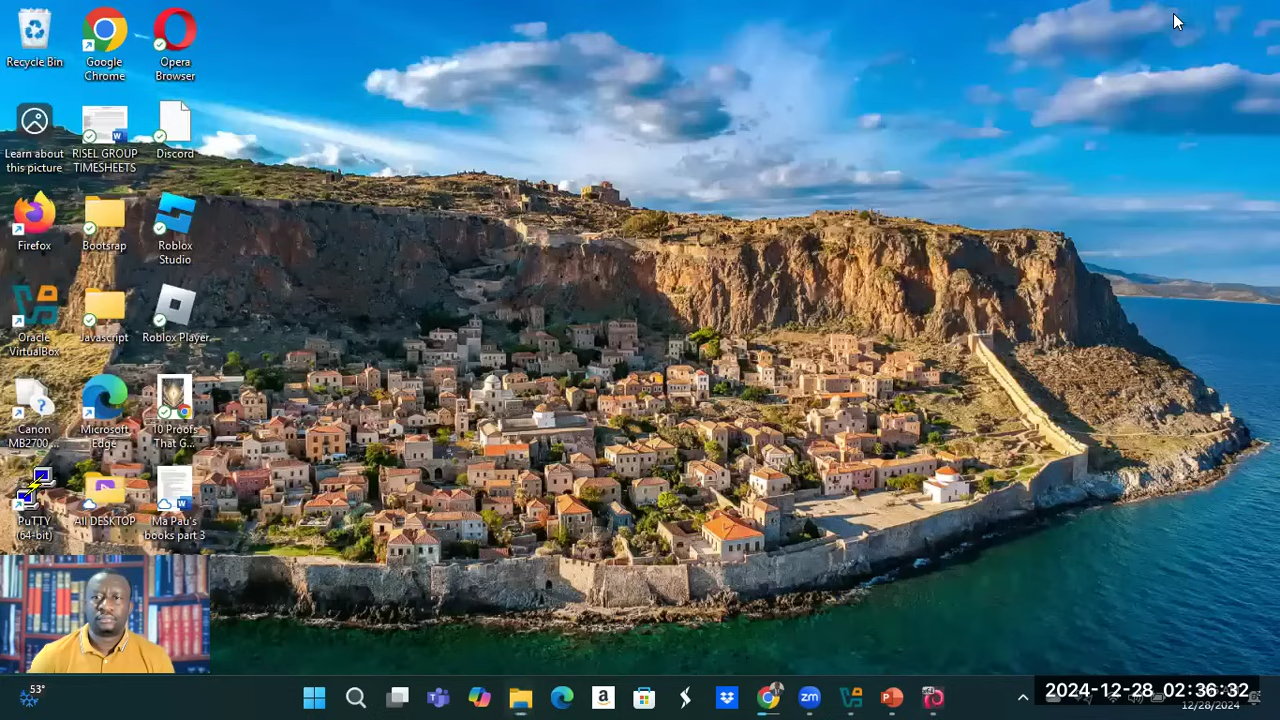 Recycle Bin
Google
Chrome
Opera
Browser
Learn about
this picture
RISEL GROUP
TIMESHEETS
Discord
Firefox
Bootsrap
Roblox
Studio
Oracle
VirtualBox
Javascript
Roblox Player
Canon
MB2700...
Microsoft
Edge
10 Proofs
That G...
PuTTY
(64-bit)
All DESKTOP
Ma Pau's
books part 3
53°
zm
2024-12-28 02:36:32
12/28/2024